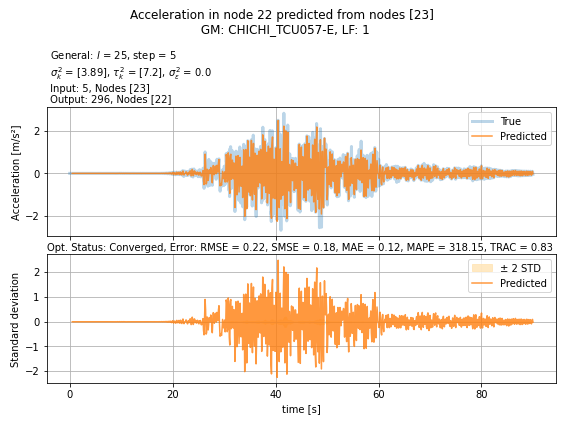 Acceleration in node 22 predicted from nodes [23]
GM: CHICHI_TCU057-E, LF: 1
General: l = 25, step = 5
σ²ₖ = [3.89], τ²ₖ = [7.2], σ²ε = 0.0
Input: 5, Nodes [23]
Output: 296, Nodes [22]
Acceleration [m/s²]
2
0
−2
True
Predicted
Opt. Status: Converged, Error: RMSE = 0.22, SMSE = 0.18, MAE = 0.12, MAPE = 318.15, TRAC = 0.83
Standard deviation
2
1
0
−1
−2
± 2 STD
Predicted
0 20 40 60 80
time [s]